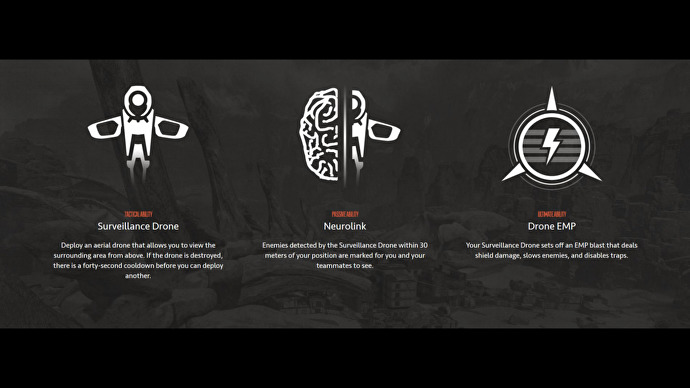 TACTICAL ABILITY
Surveillance Drone
Deploy an aerial drone that allows you to view the
surrounding area from above. If the drone is destroyed,
there is a forty-second cooldown before you can deploy
another.
PASSIVE ABILITY
Neurolink
Enemies detected by the Surveillance Drone within 30
meters of your position are marked for you and your
teammates to see.
ULTIMATE ABILITY
Drone EMP
Your Surveillance Drone sets off an EMP blast that deals
shield damage, slows enemies, and disables traps.